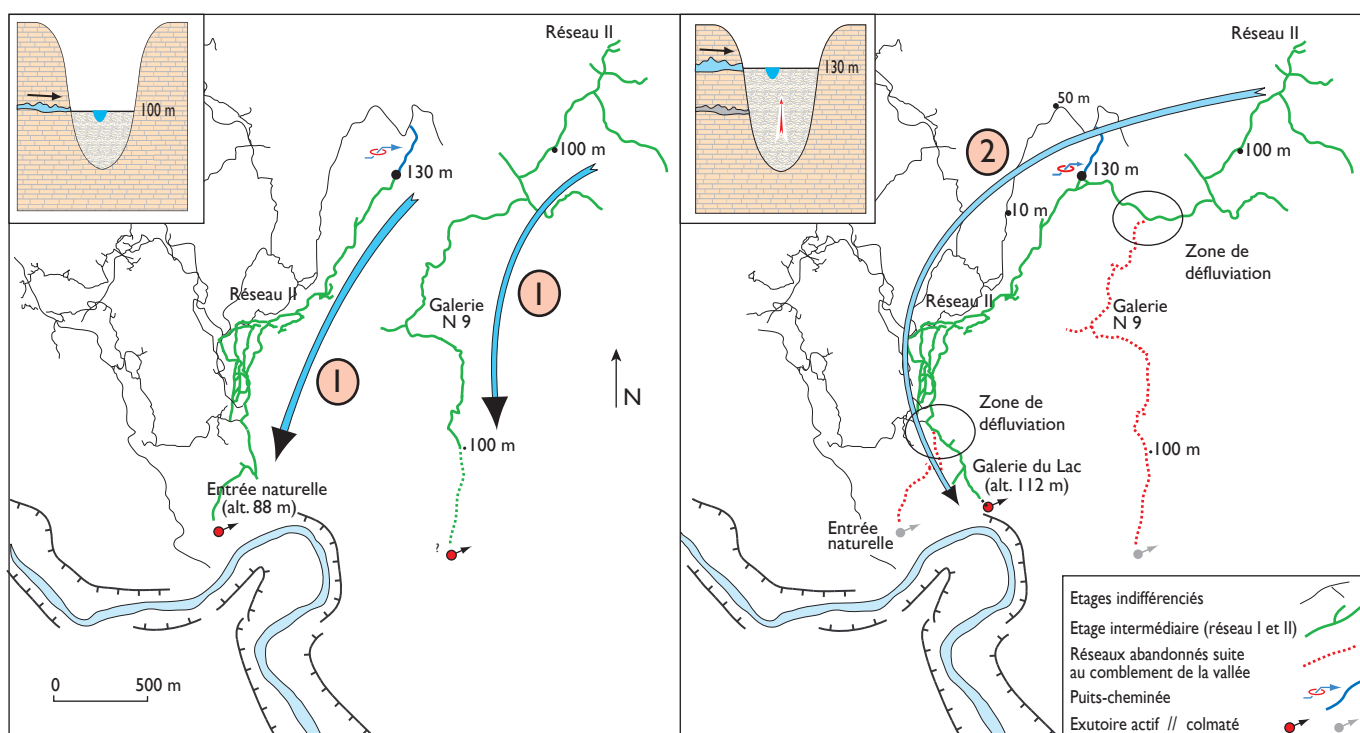 100 m
Réseau II
100 m
130 m
1
1
Réseau II
Galerie
N 9
N
100 m
Entrée naturelle
(alt. 88 m)
?
0 500 m
130 m
Réseau II
50 m
2
100 m
130 m
10 m
Zone de
défluviation
Réseau II
Galerie
N 9
Zone de
défluviation
100 m
Galerie du Lac
(alt. 112 m)
Entrée
naturelle
Etages indifférenciés
Etage intermédiaire (réseau I et II)
Réseaux abandonnés suite
au comblement de la vallée
Puits-cheminée
Exutoire actif // colmaté